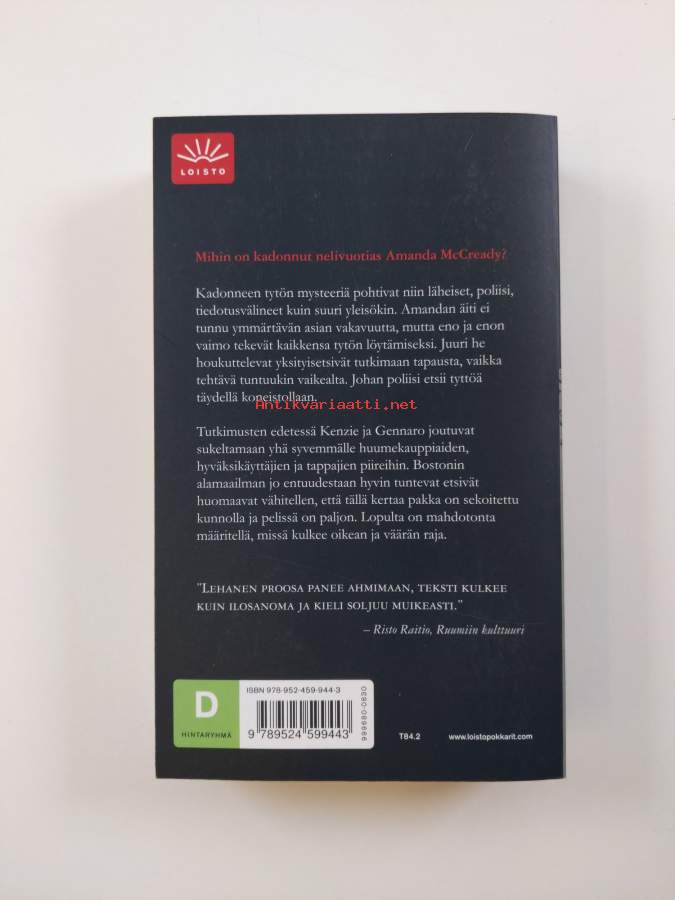 LOISTO
Mihin on kadonnut nelivuotias Amanda McCready?
Kadonneen tytön mysteeriä pohtivat niin läheiset, poliisi,
tiedotusvälineet kuin suuri yleisökin. Amandan äiti ei
tunnu ymmärtävän asian vakavuutta, mutta eno ja enon
vaimo tekevät kaikkensa tytön löytämiseksi. Juuri he
houkuttelevat yksityisetsivät tutkimaan tapausta, vaikka
tehtävä tuntuukin vaikealta. Johan poliisi etsii tyttöä
täydellä koneistollaan.
Antikvariaatti.net
Tutkimusten edetessä Kenzie ja Gennaro joutuvat
sukeltamaan yhä syvemmälle huumekauppiaiden,
hyväksikäyttäjien ja tappajien piireihin. Bostonin
alamaailman jo entuudestaan hyvin tuntevat etsivät
huomaavat vähitellen, että tällä kertaa pakka on sekoitettu
kunnolla ja pelissä on paljon. Lopulta on mahdotonta
määritellä, missä kulkee oikean ja väärän raja.
"Lehanen proosa panee ahmimaan, teksti kulkee
kuin ilosanoma ja kieli soljuu muikeasti."
– Risto Raitio, Ruumiin kulttuuri
D
HINTARYHMÄ
ISBN 978-952-459-944-3
9 789524 599443
999680-0830
T84.2
www.loistopokkarit.com